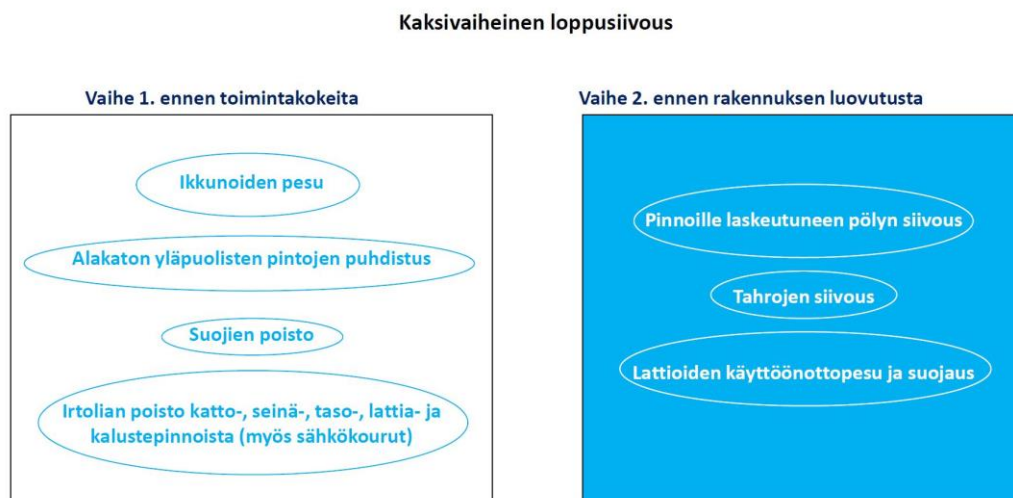 Kaksivaiheinen loppusiivous
Vaihe 1. ennen toimintakokeita
Ikkunoiden pesu
Alakaton yläpuolisten pintojen puhdistus
Suojien poisto
Irtolian poisto katto-, seinä-, taso-, lattia- ja
kalustepinnoista (myös sähkökourut)
Vaihe 2. ennen rakennuksen luovutusta
Pinnoille laskeutuneen pölyn siivous
Tahrojen siivous
Lattioiden käyttöönottopesu ja suojaus